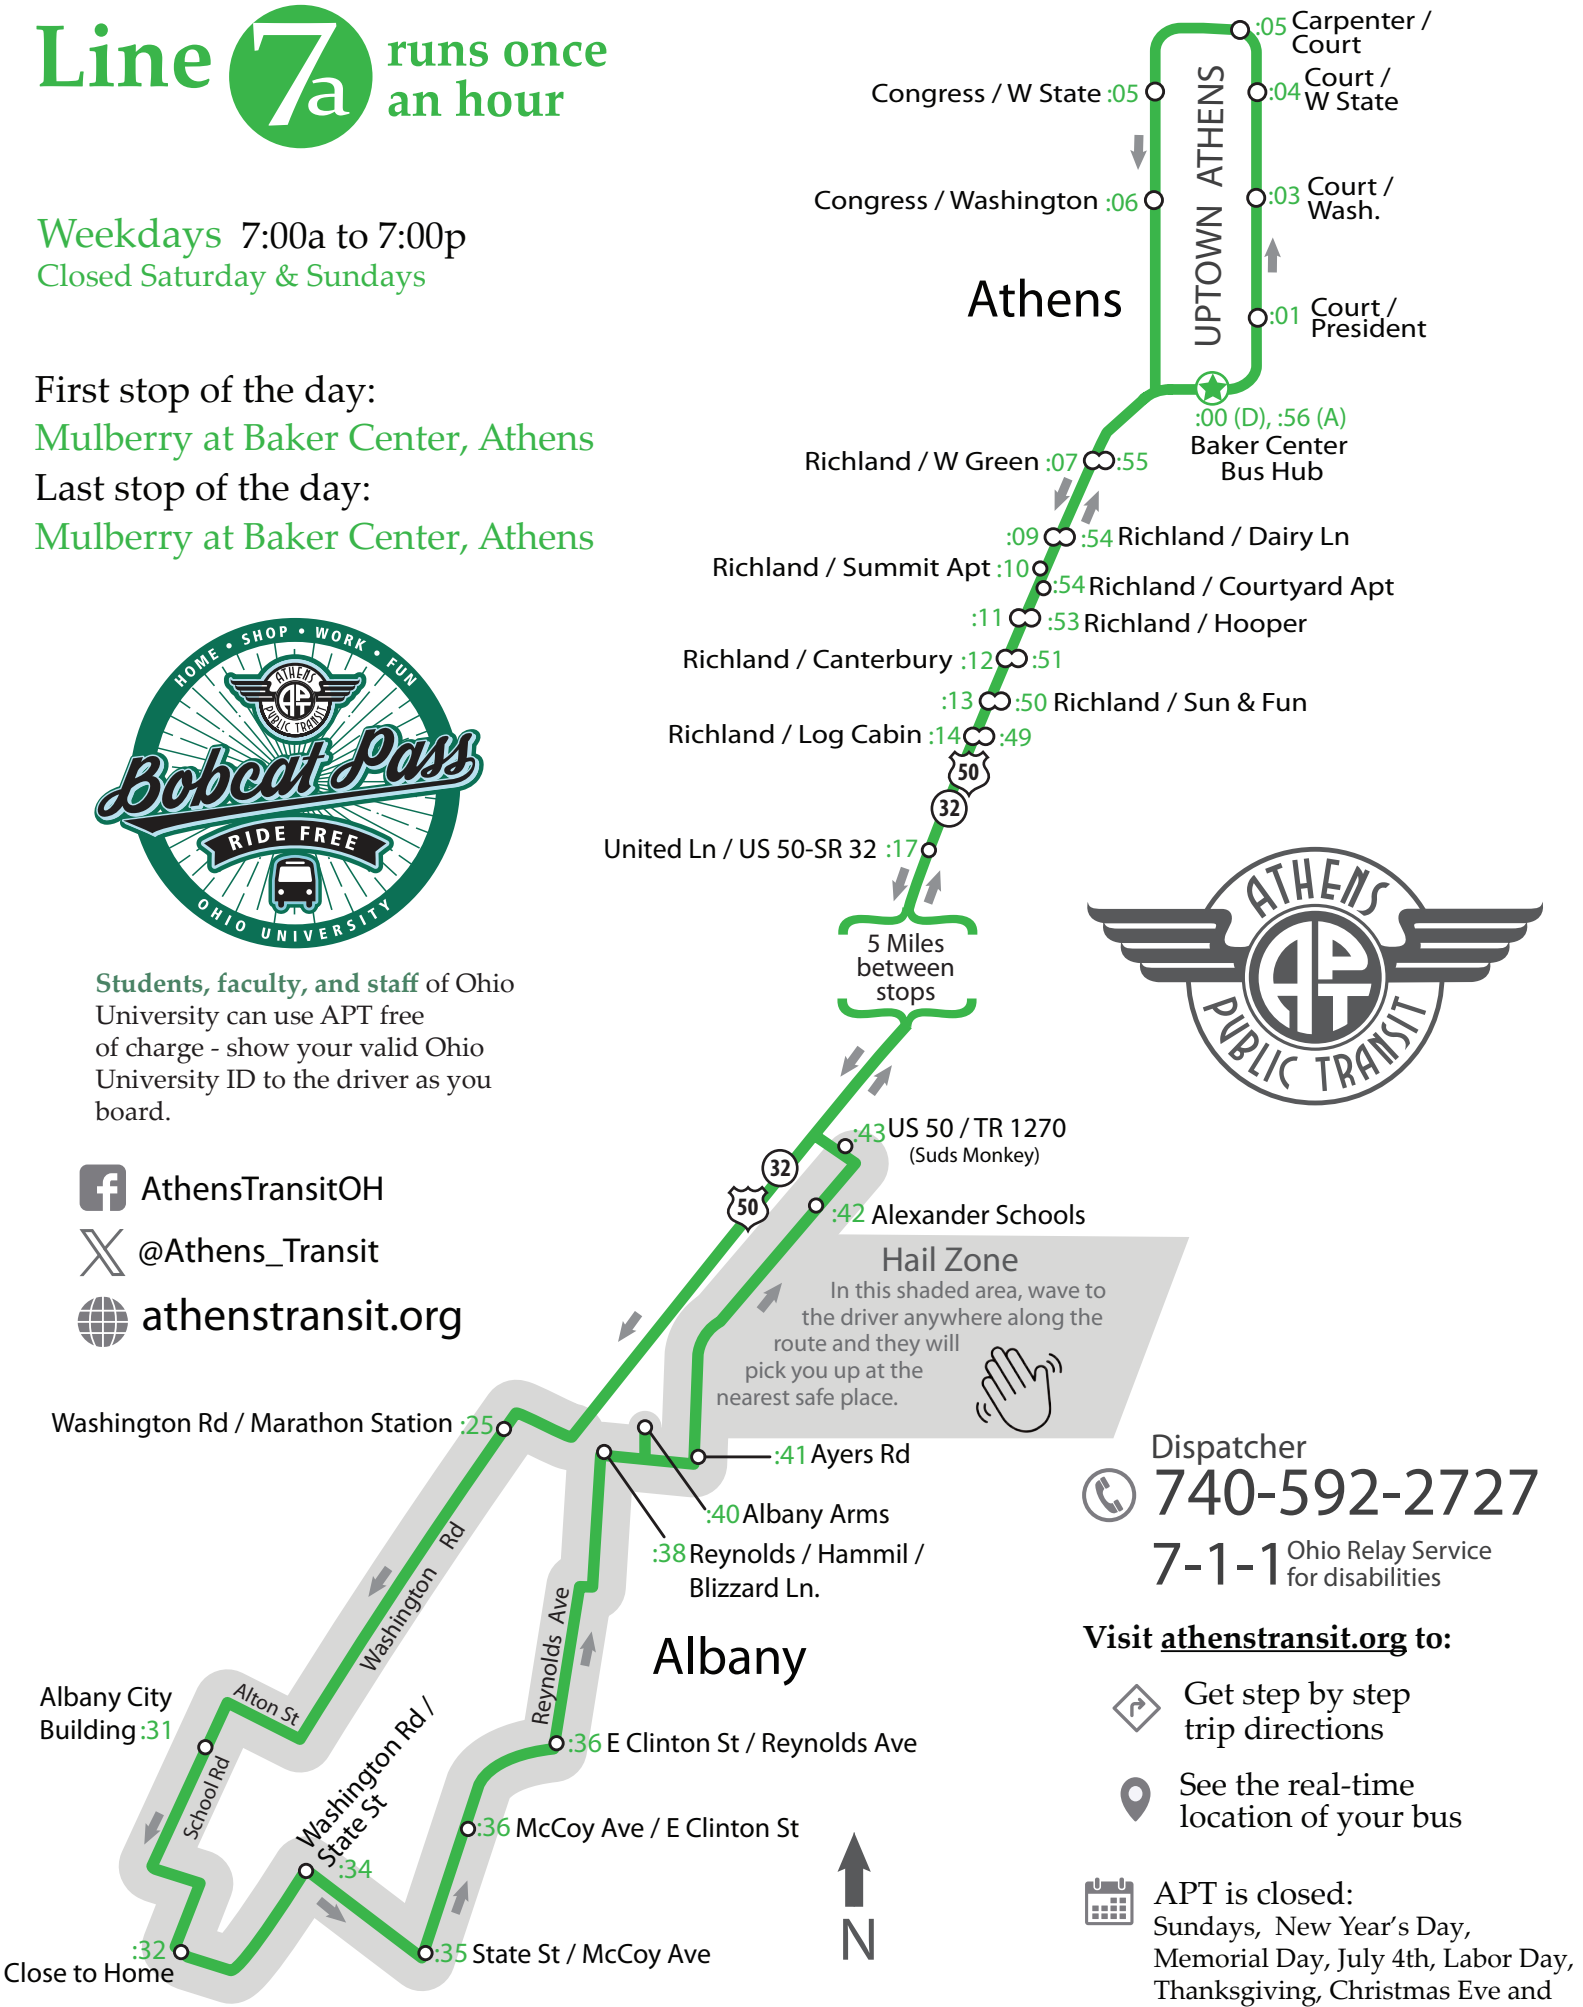 Line 7a runs once
an hour
Weekdays 7:00a to 7:00p
Closed Saturday & Sundays
First stop of the day:
Mulberry at Baker Center, Athens
Last stop of the day:
Mulberry at Baker Center, Athens
HOME • SHOP • WORK • FUN
ATHENS
APT
PUBLIC TRANSIT
Bobcat Pass
RIDE FREE
OHIO UNIVERSITY
Students, faculty, and staff of Ohio
University can use APT free
of charge - show your valid Ohio
University ID to the driver as you
board.
AthensTransitOH
@Athens_Transit
athenstransit.org
:05 Carpenter /
Court
Congress / W State :05
:04 Court /
W State
UPTOWN ATHENS
Congress / Washington :06
:03 Court /
Wash.
Athens
:01 Court /
President
:00 (D), :56 (A)
Baker Center
Bus Hub
Richland / W Green :07 :55
:09 :54 Richland / Dairy Ln
Richland / Summit Apt :10
:54 Richland / Courtyard Apt
:11 :53 Richland / Hooper
Richland / Canterbury :12 :51
:13 :50 Richland / Sun & Fun
Richland / Log Cabin :14 :49
50
32
United Ln / US 50-SR 32 :17
5 Miles
between
stops
ATHENS
APT
PUBLIC TRANSIT
:43 US 50 / TR 1270
(Suds Monkey)
32
50
:42 Alexander Schools
Hail Zone
In this shaded area, wave to
the driver anywhere along the
route and they will
pick you up at the
nearest safe place.
Washington Rd / Marathon Station :25
:41 Ayers Rd
:40 Albany Arms
:38 Reynolds / Hammil /
Blizzard Ln.
Washington Rd
Reynolds Ave
Albany
Albany City
Building :31
Alton St
School Rd
Washington Rd /
State St
:34
:36 E Clinton St / Reynolds Ave
:36 McCoy Ave / E Clinton St
:32
Close to Home
:35 State St / McCoy Ave
N
Dispatcher
740-592-2727
7-1-1 Ohio Relay Service
for disabilities
Visit athenstransit.org to:
Get step by step
trip directions
See the real-time
location of your bus
APT is closed:
Sundays, New Year’s Day,
Memorial Day, July 4th, Labor Day,
Thanksgiving, Christmas Eve and